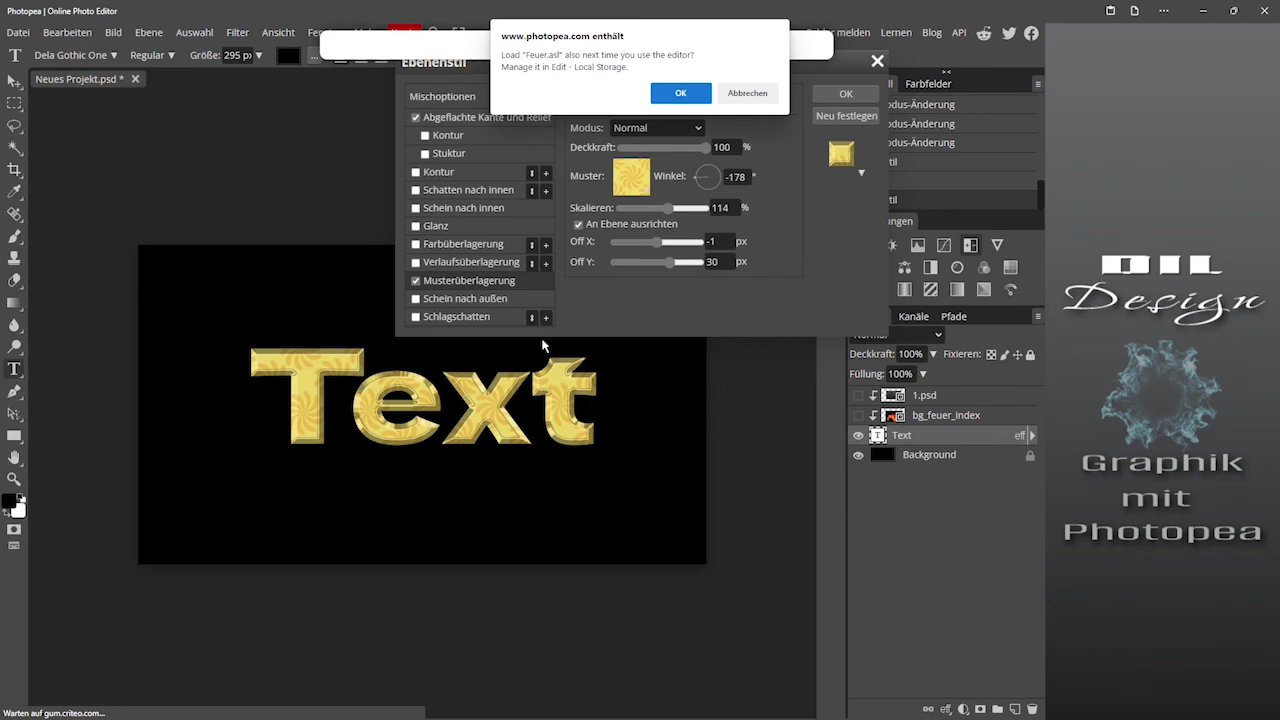 Photopea | Online Photo Editor
Datei
Bearbeiten
Bild
Ebene
Auswahl
Filter
Ansicht
melden
Lernen
Blog
API
Dela Gothic One
Regular
Größe:
295 px
Neues Projekt.psd *
www.photopea.com enthält
Load "Feuer.asl" also next time you use the editor?
Manage it in Edit - Local Storage.
OK
Abbrechen
Ebenenstil
Mischoptionen
Abgeflachte Kante und Relief
Kontur
Stuktur
Kontur
Schatten nach innen
Schein nach innen
Glanz
Farbüberlagerung
Verlaufsüberlagerung
Musterüberlagerung
Schein nach außen
Schlagschatten
Modus:
Normal
Deckkraft:
100
%
Muster:
Winkel:
-178
°
Skalieren:
114
%
An Ebene ausrichten
Off X:
-1
px
Off Y:
30
px
OK
Neu festlegen
Farbfelder
odus-Änderung
odus-Änderung
odus-Änderung
til
til
ungen
Kanäle
Pfade
Normal
Deckkraft:
100%
Fixieren:
Füllung:
100%
1.psd
bg_feuer_index
Text
eff
Background
Text
DIL
Design
Graphik
mit
Photopea
Warten auf gum.criteo.com...